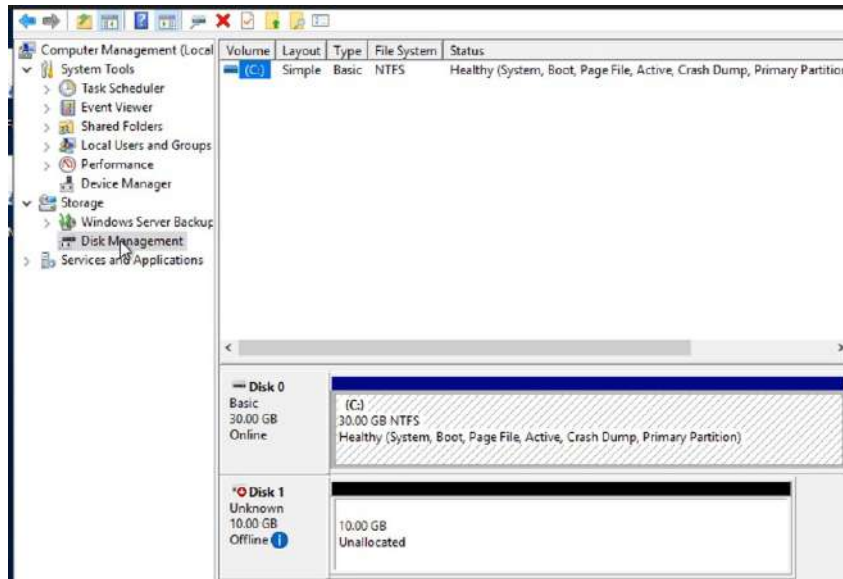 Computer Management (Local
System Tools
Task Scheduler
Event Viewer
Shared Folders
Local Users and Groups
Performance
Device Manager
Storage
Windows Server Backup
Disk Management
Services and Applications
Volume Layout Type File System Status
(C:) Simple Basic NTFS Healthy (System, Boot, Page File, Active, Crash Dump, Primary Partition
Disk 0
Basic
30.00 GB
Online
(C:)
30.00 GB NTFS
Healthy (System, Boot, Page File, Active, Crash Dump, Primary Partition)
Disk 1
Unknown
10.00 GB
Offline
10.00 GB
Unallocated